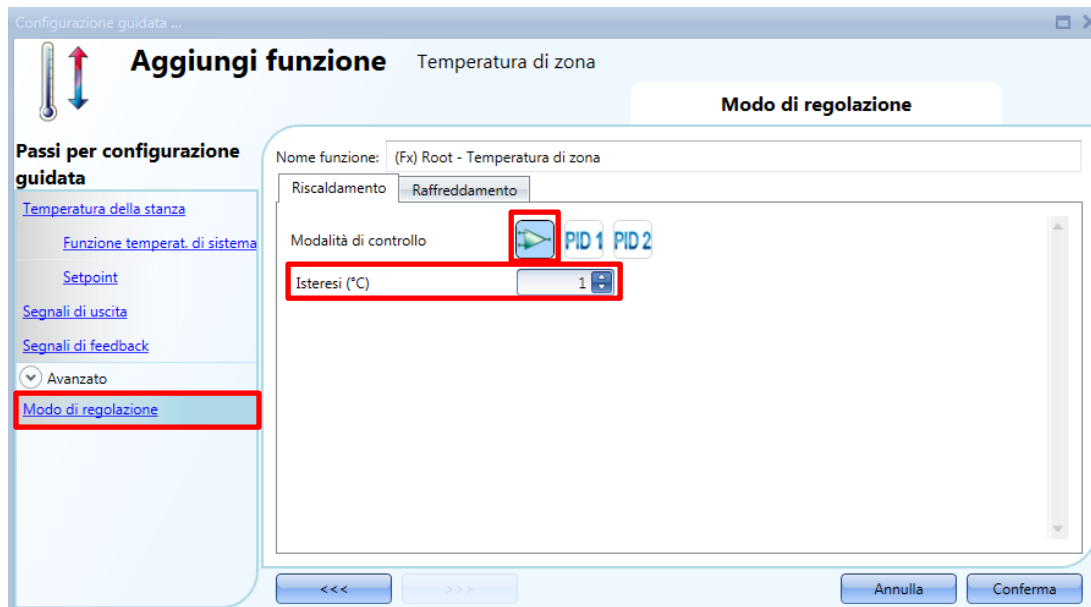 Configurazione guidata ...
Aggiungi funzione Temperatura di zona
Modo di regolazione
Passi per configurazione
guidata
Temperatura della stanza
Funzione temperat. di sistema
Setpoint
Segnali di uscita
Segnali di feedback
Avanzato
Modo di regolazione
Nome funzione: (Fx) Root - Temperatura di zona
Riscaldamento Raffreddamento
Modalità di controllo PID 1 PID 2
Isteresi (°C) 1
<<< >>> Annulla Conferma